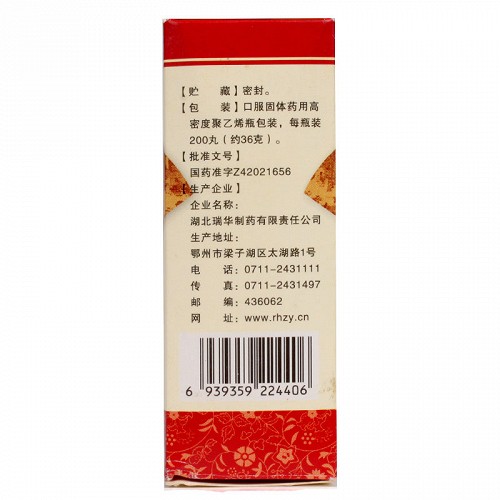 【贮　藏】密封。
【包　装】口服固体药用高
密度聚乙烯瓶包装，每瓶装
200丸（约36克）。
【批准文号】
国药准字Z42021656
【生产企业】
企业名称：
湖北瑞华制药有限责任公司
生产地址：
鄂州市梁子湖区太湖路1号
电　话：0711-2431111
传　真：0711-2431497
邮　编：436062
网　址：www.rhzy.cn
6 939359 224406